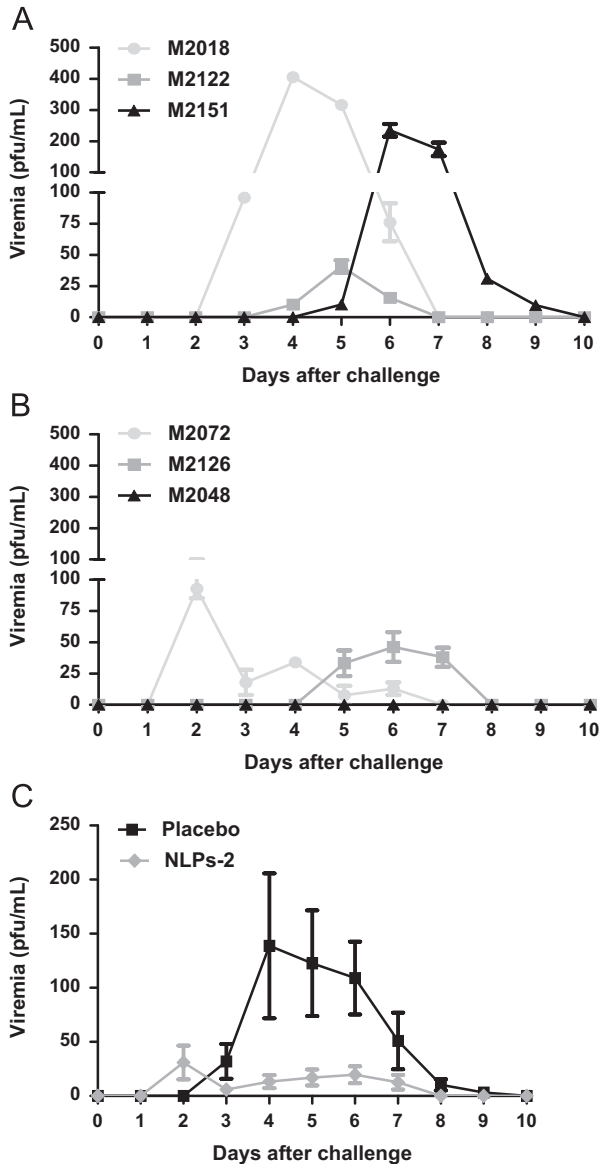 A
M2018
M2122
M2151
Viremia (pfu/mL)
500
400
300
200
100
100
75
50
25
0
0 1 2 3 4 5 6 7 8 9 10
Days after challenge
B
M2072
M2126
M2048
Viremia (pfu/mL)
500
400
300
200
100
100
75
50
25
0
0 1 2 3 4 5 6 7 8 9 10
Days after challenge
C
Placebo
NLPs-2
Viremia (pfu/mL)
250
200
150
100
50
0
0 1 2 3 4 5 6 7 8 9 10
Days after challenge